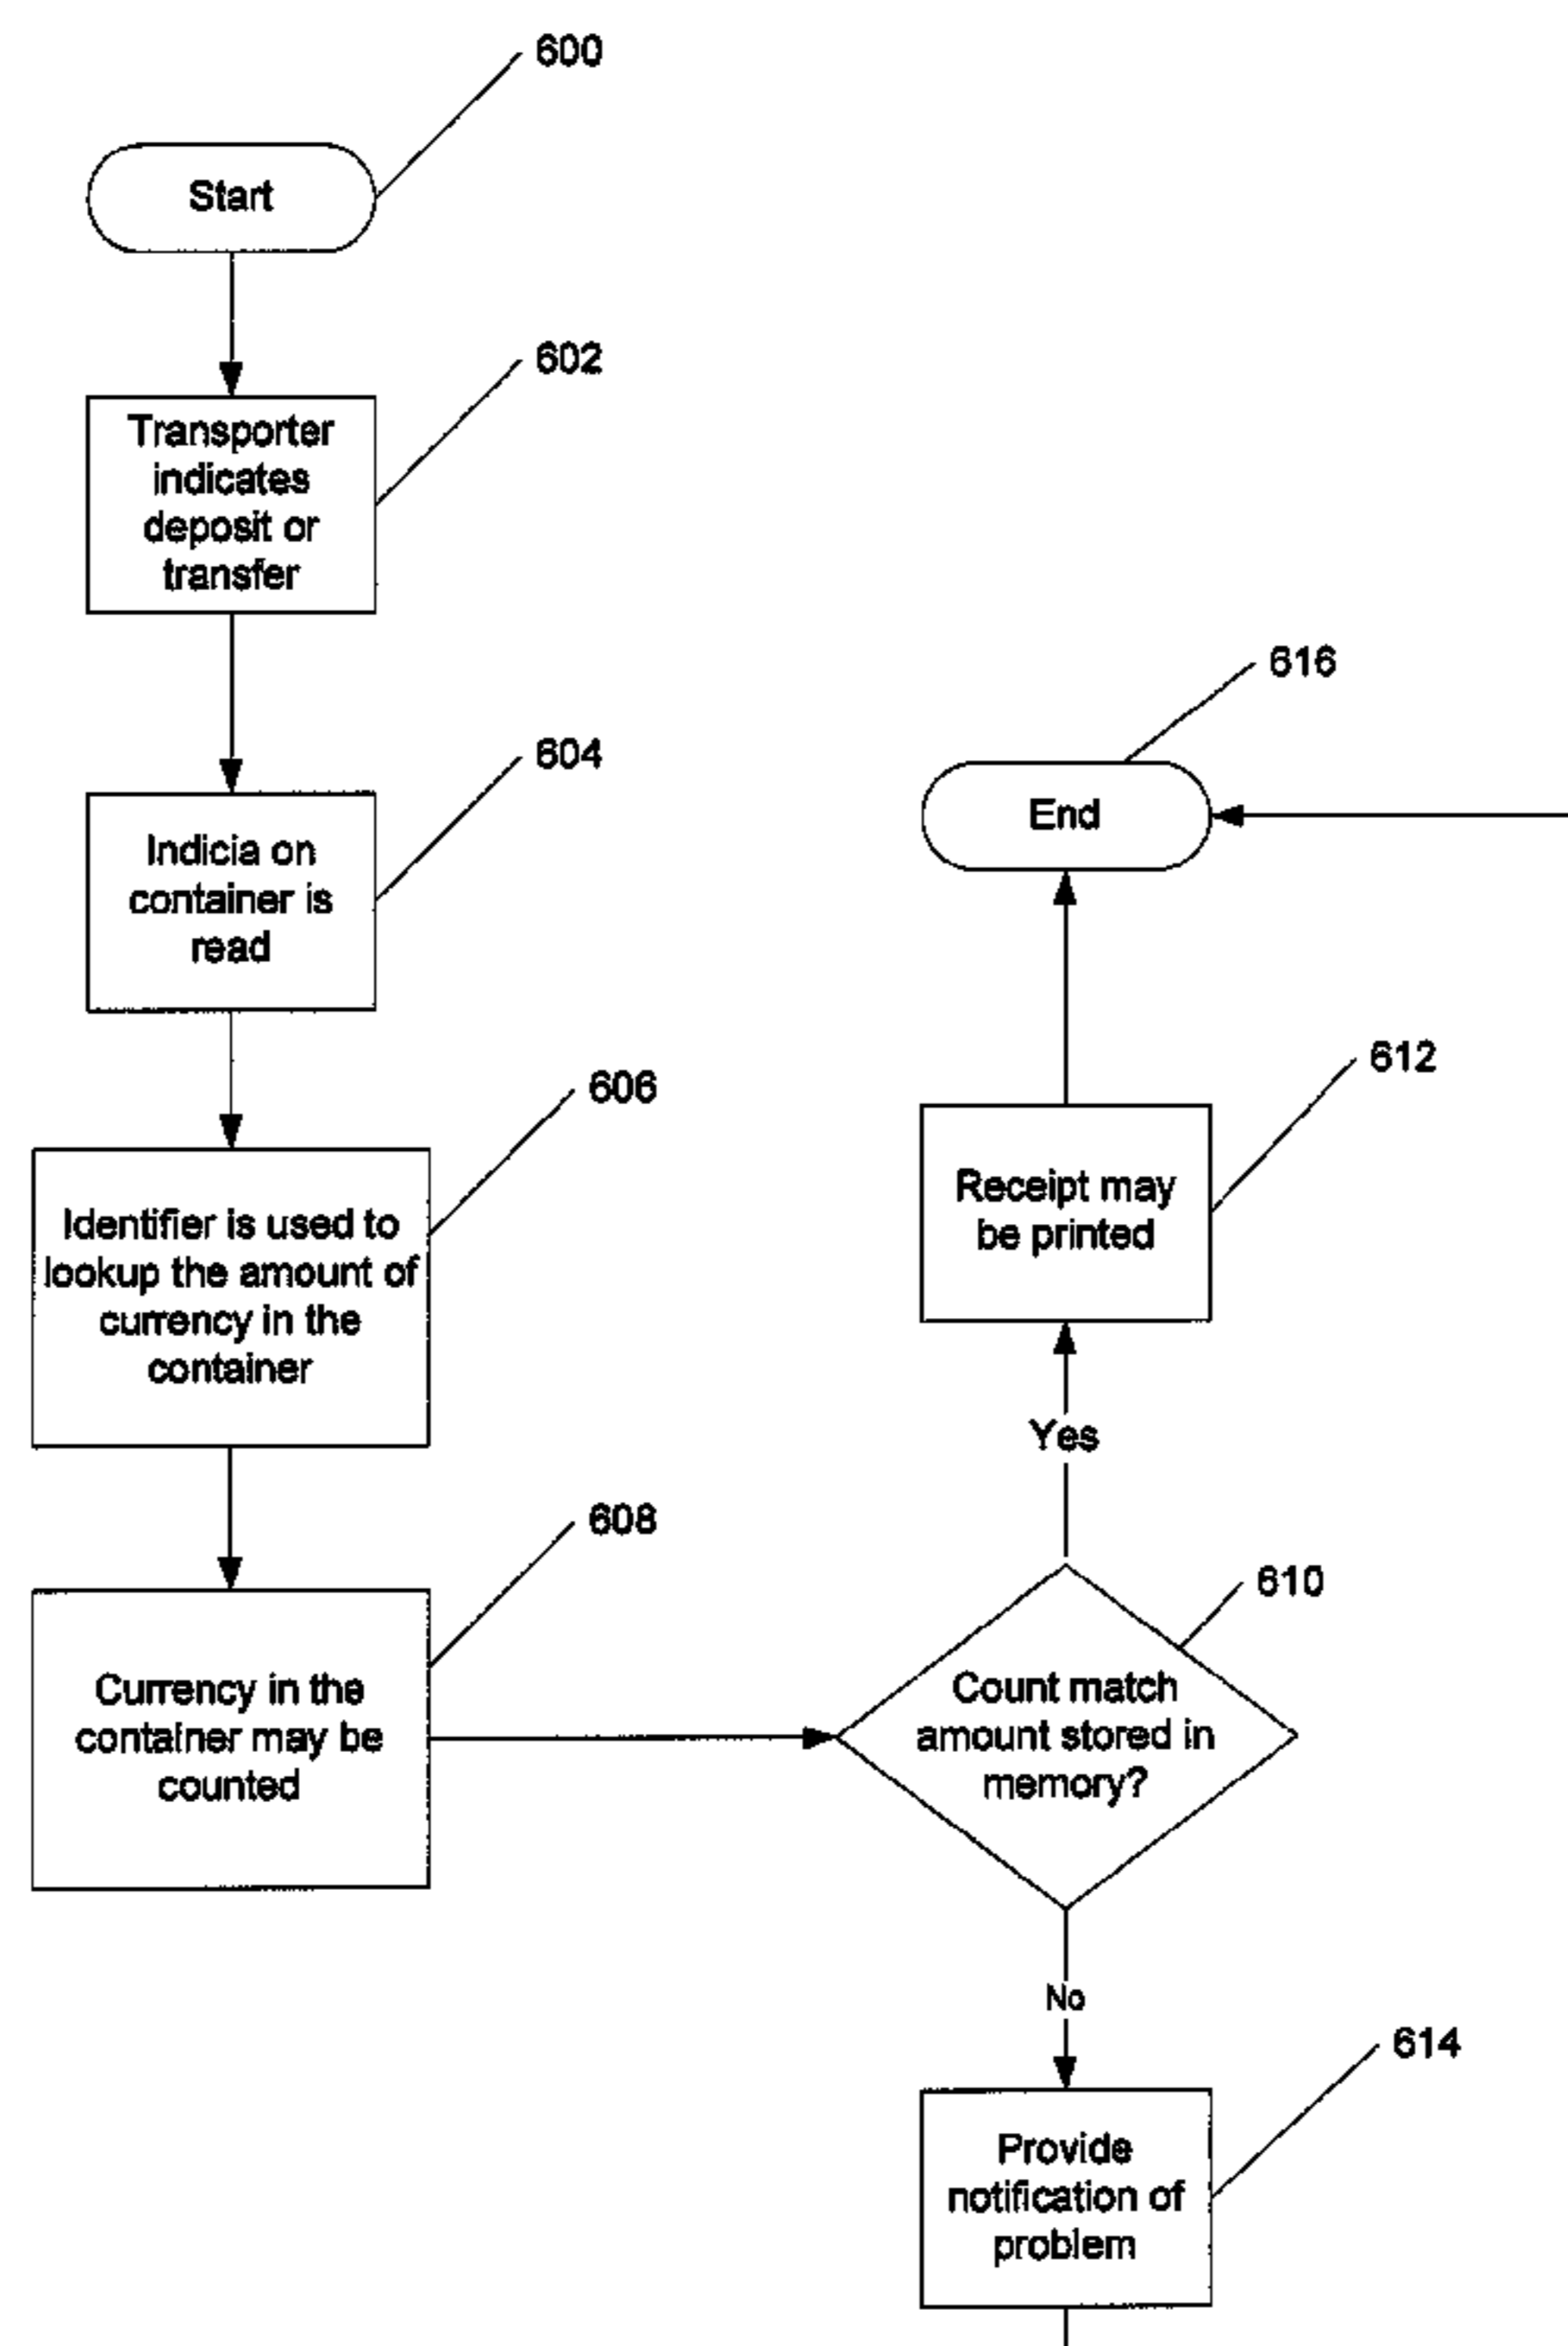 600
Start
602
Transporter
indicates
deposit or
transfer
604
Indicia on
container is
read
606
Identifier is used to
lookup the amount of
currency in the
container
608
Currency in the
container may be
counted
616
End
612
Receipt may
be printed
Yes
610
Count match
amount stored in
memory?
No
614
Provide
notification of
problem